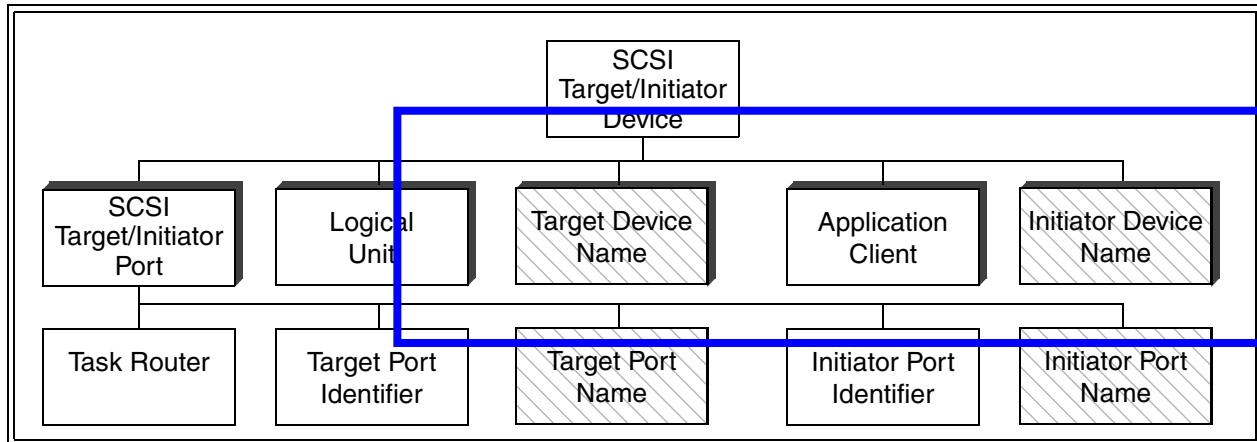 SCSI
Target/Initiator
Device
SCSI
Target/Initiator
Port
Logical
Unit
Target Device
Name
Application
Client
Initiator Device
Name
Task Router
Target Port
Identifier
Target Port
Name
Initiator Port
Identifier
Initiator Port
Name